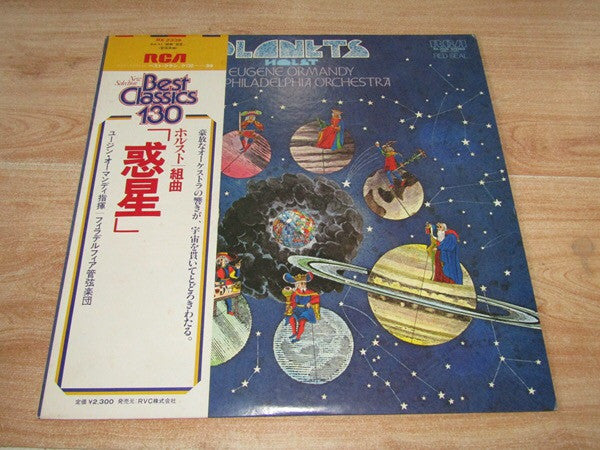 RX-2338
RCA
New
Selection
Best
Classics
130
ホルスト｜組曲
「惑星」
ユージン・オーマンディ指揮｜フィラデルフィア管弦楽団
豪放なオーケストラの響きが、宇宙を貫いてとどろきわたる。
定価¥2,300 発売元:RVC株式会社
PLANETS
HOLST
EUGENE ORMANDY
PHILADELPHIA ORCHESTRA
RCA
RED SEAL